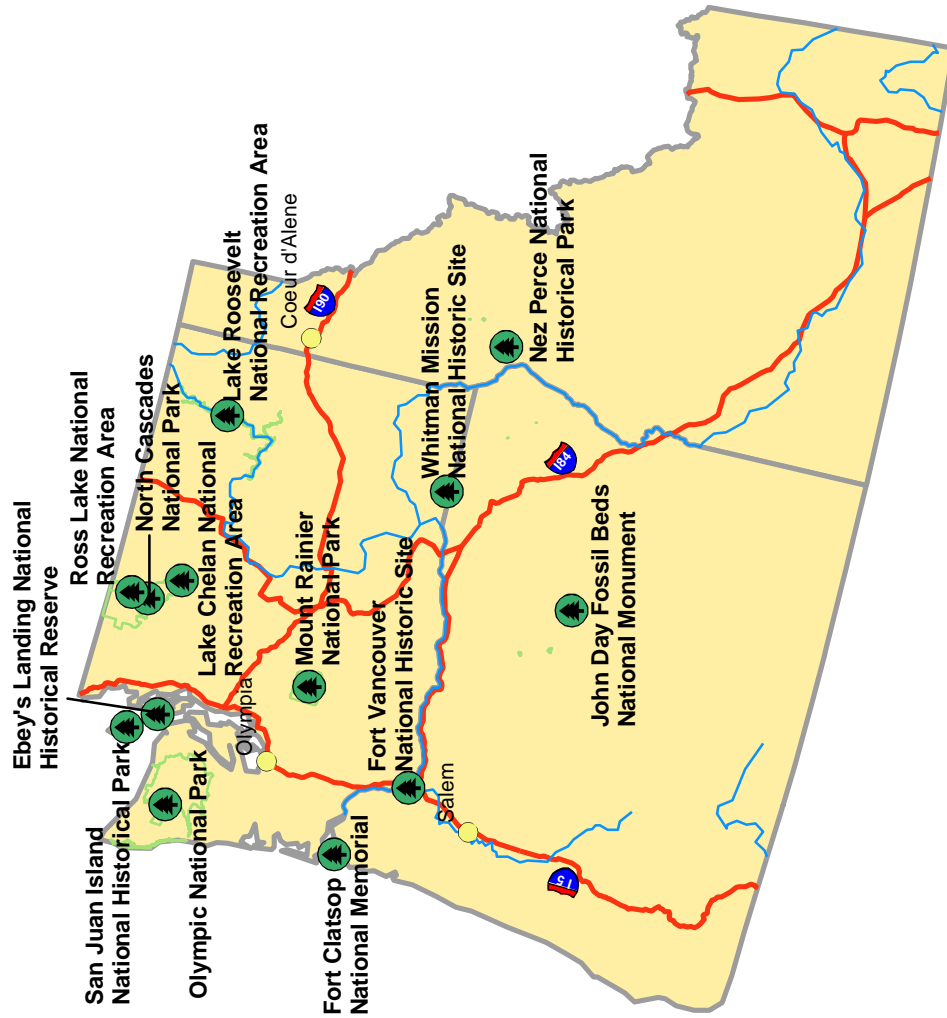 Ebey's Landing National
Historical Reserve
Ross Lake National
Recreation Area
North Cascades
National Park
Lake Chelan National
Recreation Area
Lake Roosevelt
National Recreation Area
Coeur d'Alene
I90
San Juan Island
National Historical Park
Olympic National Park
Olympia
Mount Rainier
National Park
Fort Vancouver
National Historic Site
Whitman Mission
National Historic Site
Nez Perce National
Historical Park
Fort Clatsop
National Memorial
Salem
I5
I84
John Day Fossil Beds
National Monument